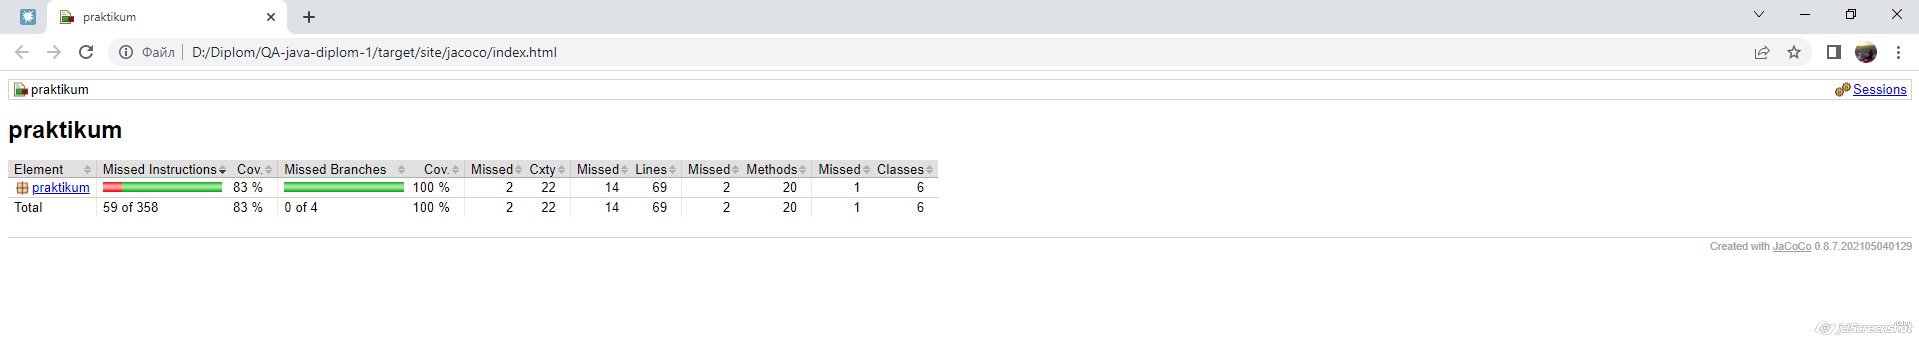 praktikum
Файл D:/Diplom/QA-java-diplom-1/target/site/jacoco/index.html
praktikum Sessions
praktikum
Element Missed Instructions Cov. Missed Branches Cov. Missed Cxty Missed Lines Missed Methods Missed Classes
praktikum 83 % 100 % 2 22 14 69 2 20 1 6
Total 59 of 358 83 % 0 of 4 100 % 2 22 14 69 2 20 1 6
Created with JaCoCo 0.8.7.202105040129